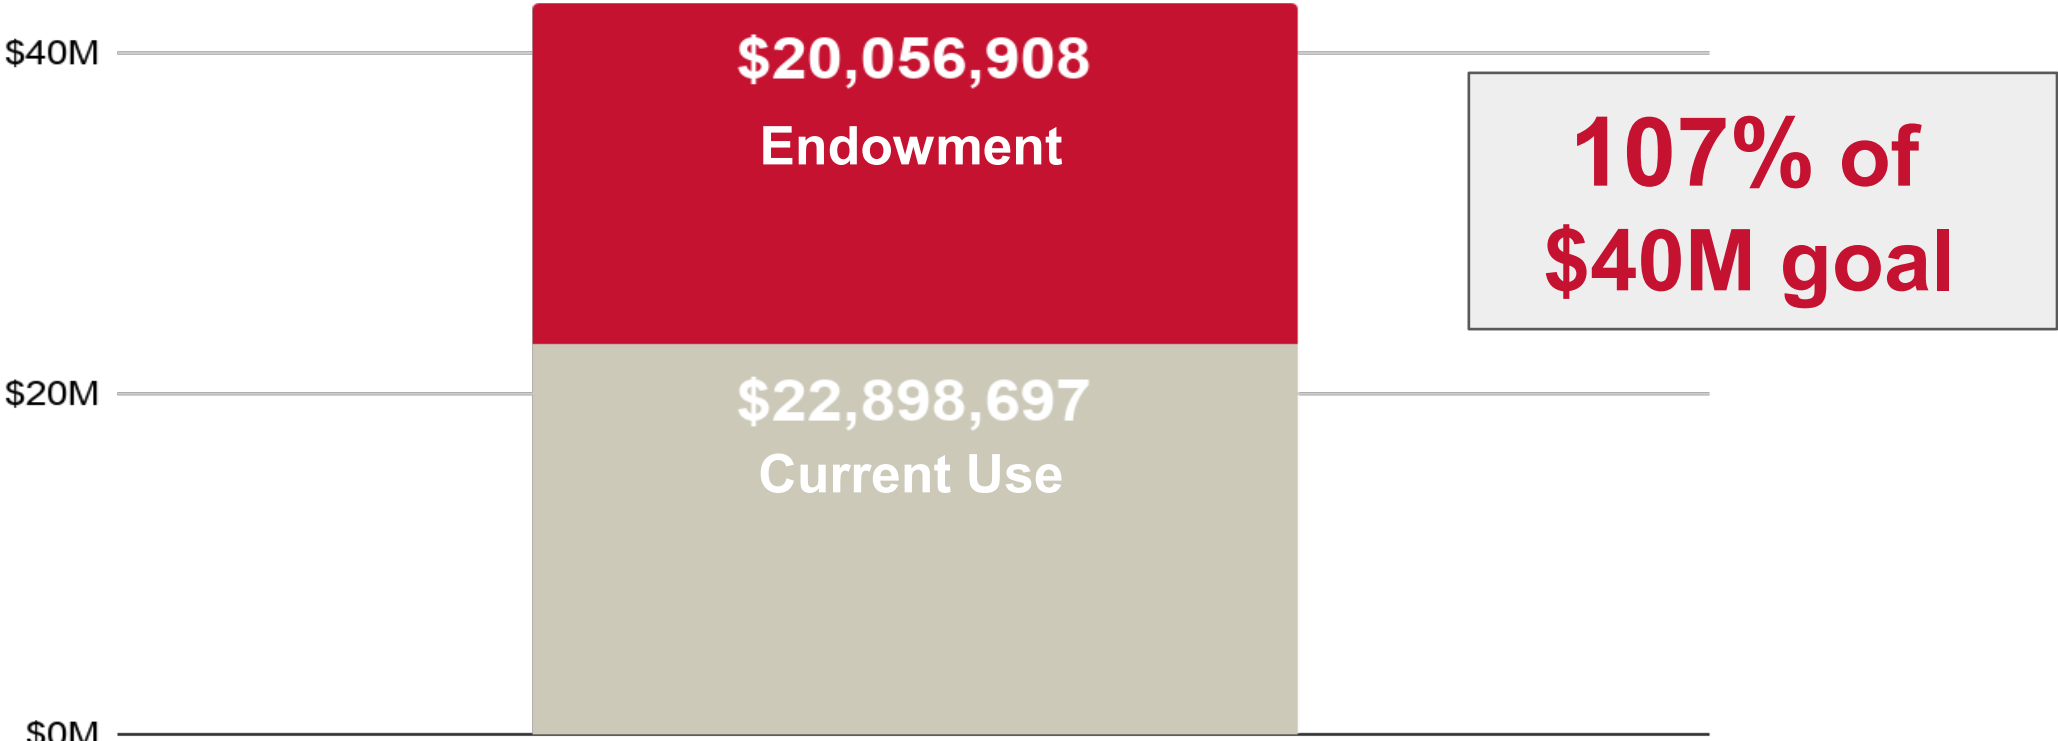 $40M
$20,056,908
Endowment
107% of
$40M goal
$20M
$22,898,697
Current Use
$0M